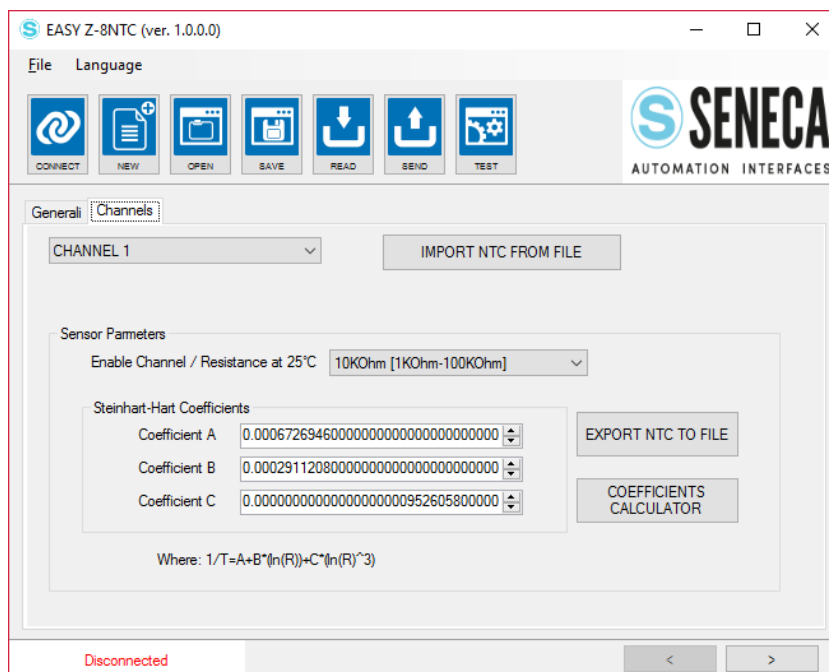 EASY Z-8NTC (ver. 1.0.0.0)
File Language
CONNECT NEW OPEN SAVE READ SEND TEST
S SENECA
AUTOMATION INTERFACES
Generali Channels
CHANNEL 1
IMPORT NTC FROM FILE
Sensor Parmeters
Enable Channel / Resistance at 25°C 10KOhm [1KOhm-100KOhm]
Steinhart-Hart Coefficients
Coefficient A 0.000672694600000000000000000000
EXPORT NTC TO FILE
Coefficient B 0.000291120800000000000000000000
Coefficient C 0.000000000000000000000952605800000
COEFFICIENTS
CALCULATOR
Where: 1/T=A+B*(ln(R))+C*(ln(R)^3)
Disconnected
< >